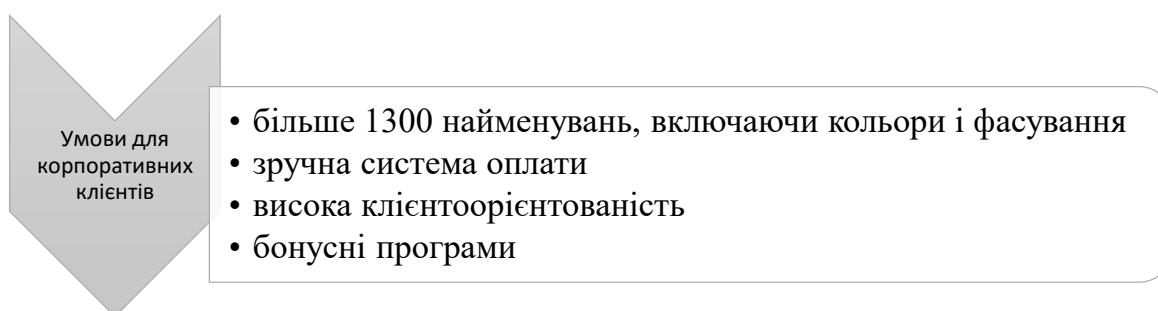 Умови для
корпоративних
клієнтів
• більше 1300 найменувань, включаючи кольори і фасування
• зручна система оплати
• висока клієнтоорієнтованість
• бонусні програми